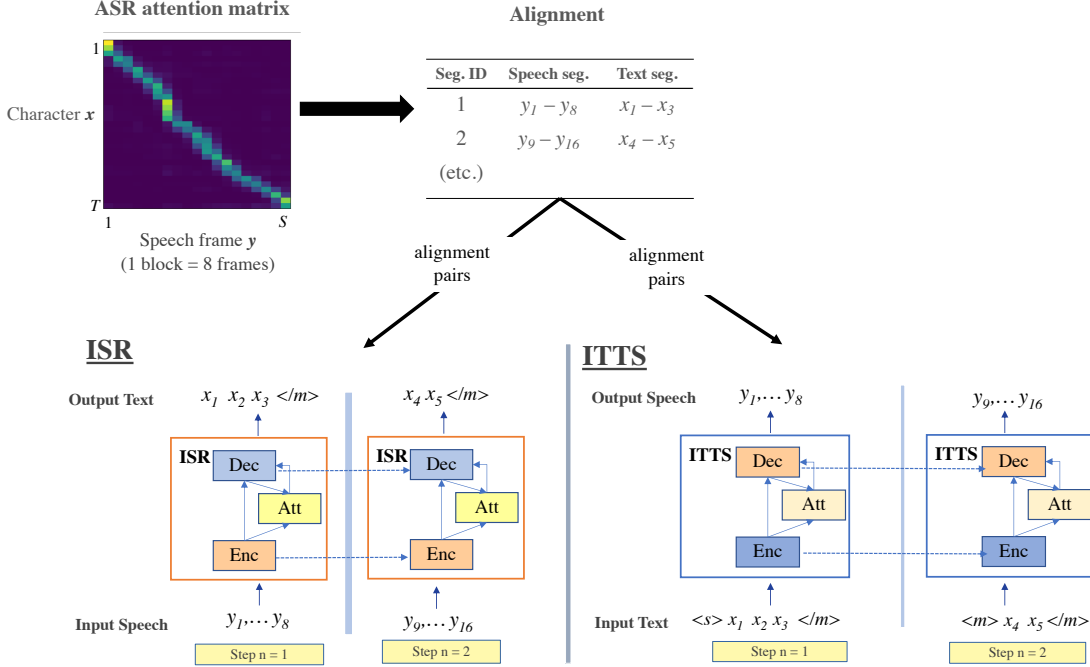 ASR attention matrix
1
Character x
T
1
S
Speech frame y
(1 block = 8 frames)
Alignment
Seg. ID Speech seg. Text seg.
1 y₁ – y₈ x₁ – x₃
2 y₉ – y₁₆ x₄ – x₅
(etc.)
alignment
pairs
alignment
pairs
ISR
Output Text
x₁ x₂ x₃ </m>
x₄ x₅ </m>
ISR
Dec
Att
Enc
ISR
Dec
Att
Enc
Input Speech
y₁,… y₈
y₉,… y₁₆
Step n = 1
Step n = 2
ITTS
Output Speech
y₁,… y₈
y₉,… y₁₆
ITTS
Dec
Att
Enc
ITTS
Dec
Att
Enc
Input Text
<s> x₁ x₂ x₃ </m>
<m> x₄ x₅ </m>
Step n = 1
Step n = 2